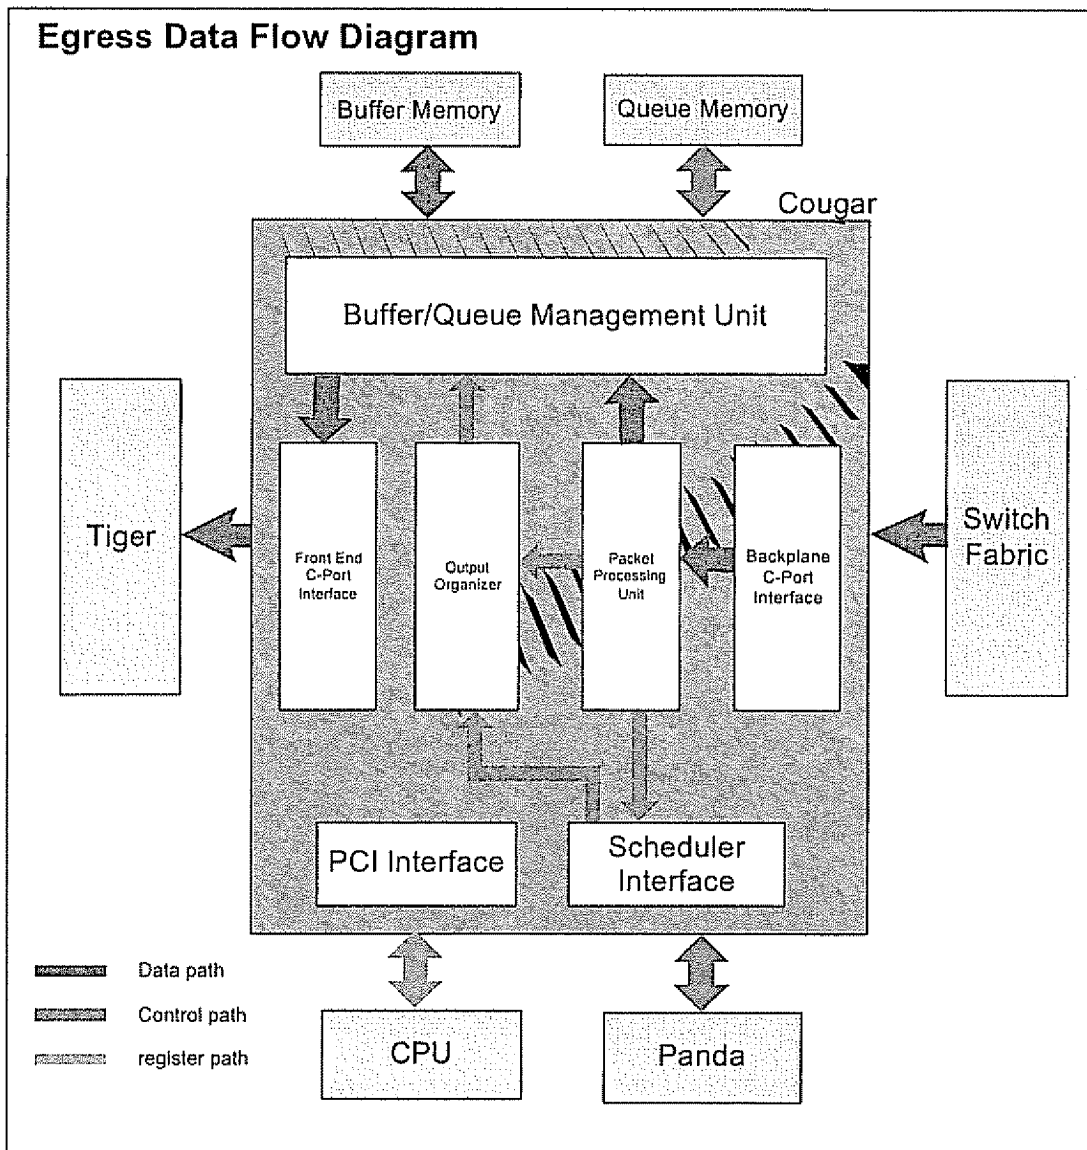 Egress Data Flow Diagram
Buffer Memory
Queue Memory
Cougar
Buffer/Queue Management Unit
Tiger
Front End
C-Port
Interface
Output
Organizer
Packet
Processing
Unit
Backplane
C-Port
Interface
Switch
Fabric
PCI Interface
Scheduler
Interface
Data path
Control path
register path
CPU
Panda